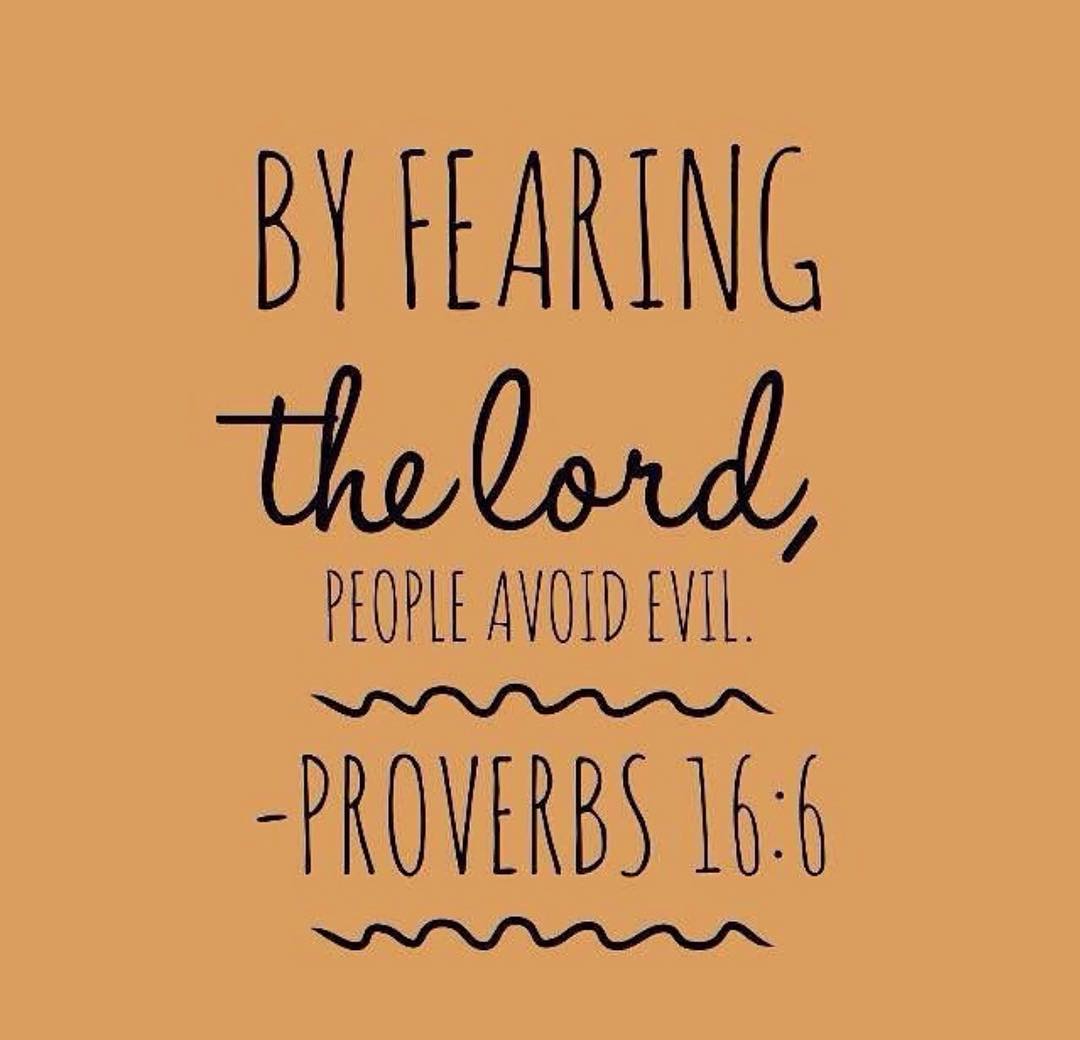 BY FEARING
the lord,
PEOPLE AVOID EVIL.
-PROVERBS 16:6